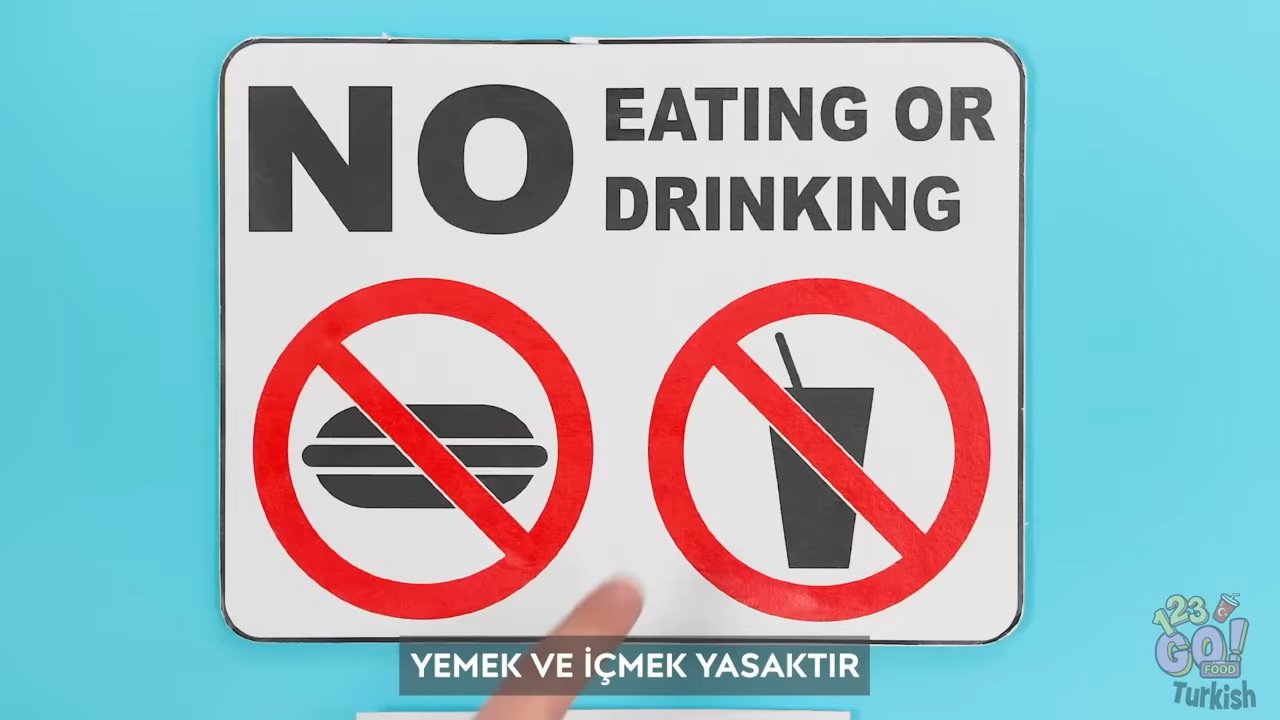 NO EATING OR
DRINKING
YEMEK VE İÇMEK YASAKTIR
123
GO!
FOOD
Turkish